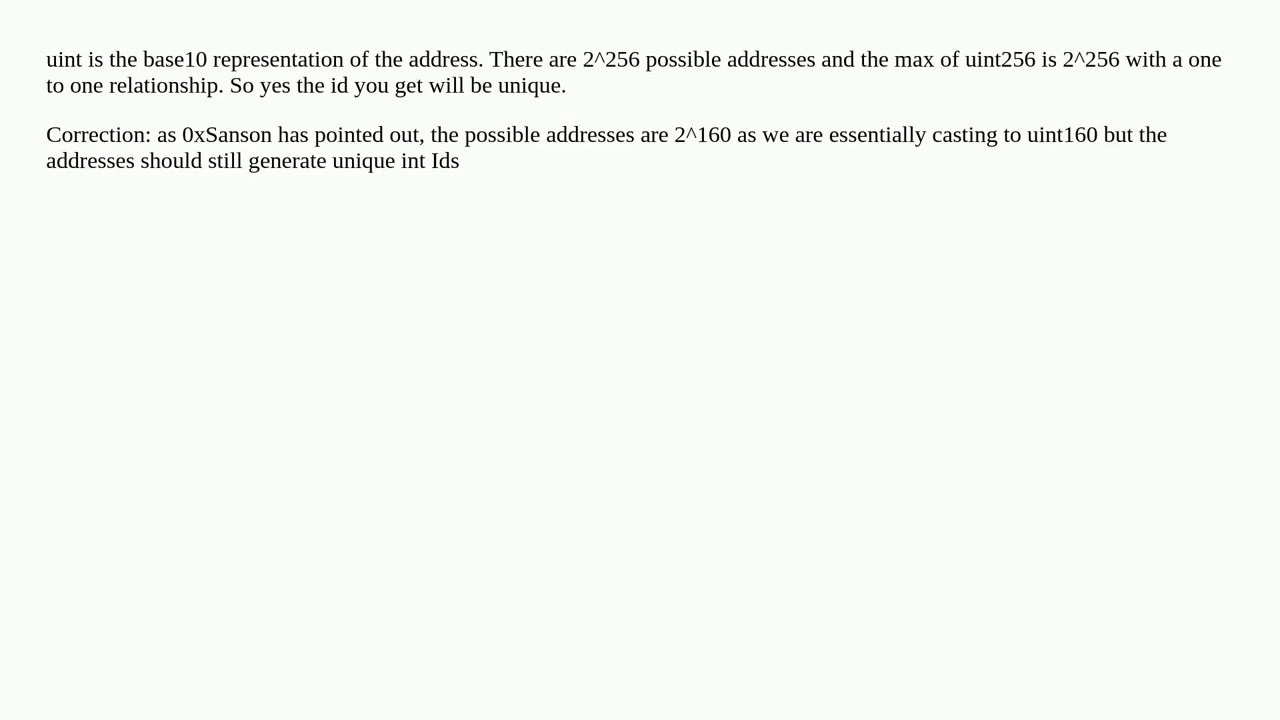 uint is the base10 representation of the address. There are 2^256 possible addresses and the max of uint256 is 2^256 with a one
to one relationship. So yes the id you get will be unique.
Correction: as 0xSanson has pointed out, the possible addresses are 2^160 as we are essentially casting to uint160 but the
addresses should still generate unique int Ids